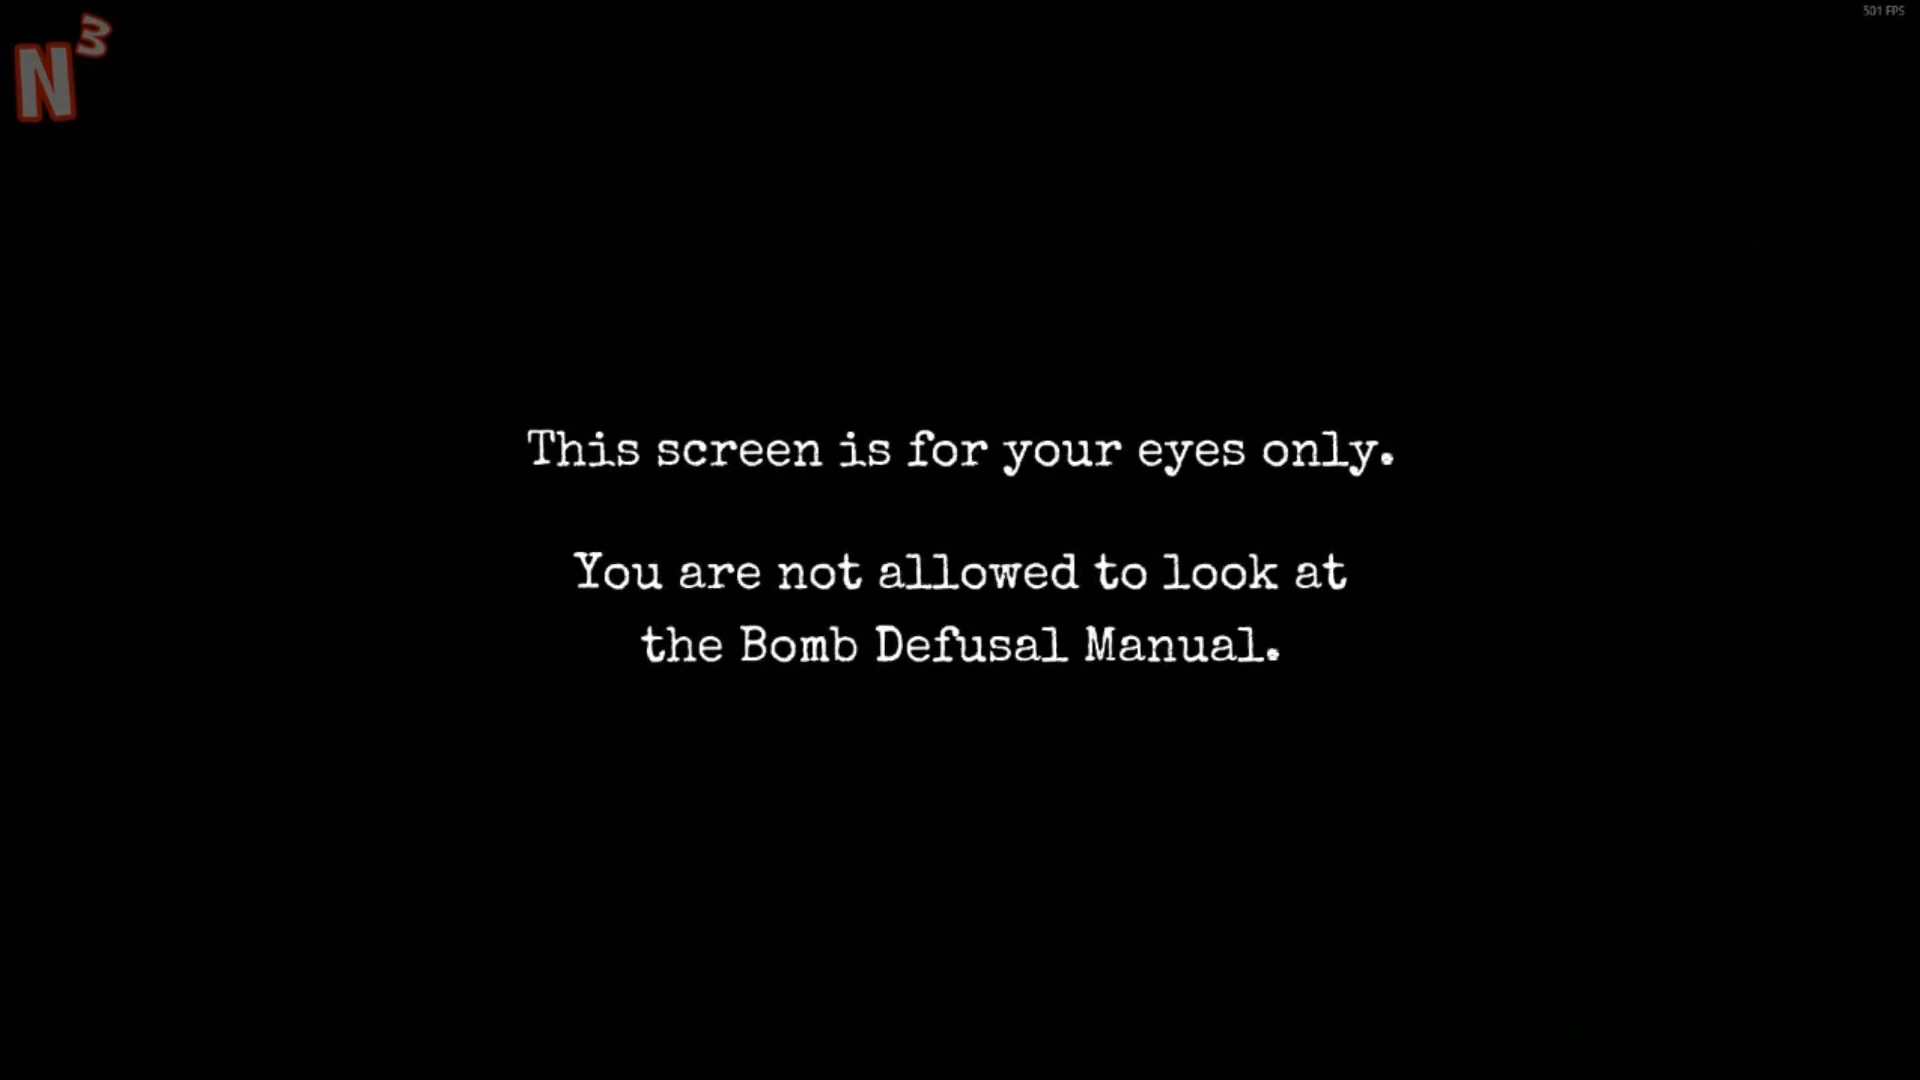 N³
501 FPS
This screen is for your eyes only.
You are not allowed to look at
the Bomb Defusal Manual.